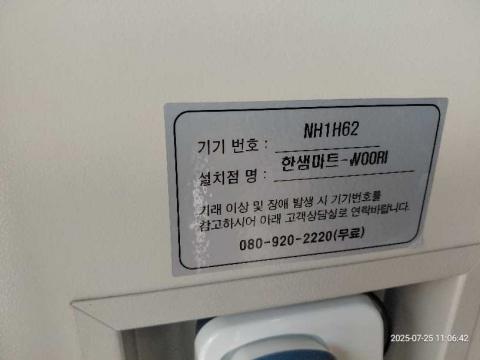 기기 번호 : NH1H62
설치점 명 : 한샘마트-WOORI
기래 이상 및 장애 발생 시 기기번호를
참고하시어 아래 고객상담실로 연락바랍니다.
080-920-2220(무료)
2025-07-25 11:06:42